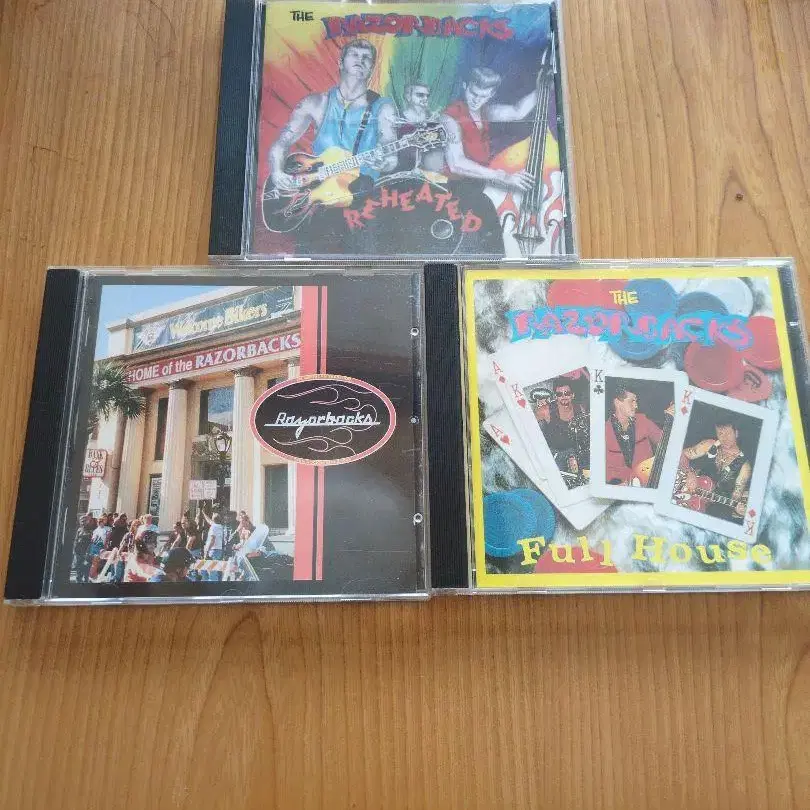 THE
RAZORBACKS
REHEATED
Welcome Bikers
HOME of the RAZORBACKS
Razorbacks
THE
RAZORBACKS
A
K
K
K
A
K
Full House